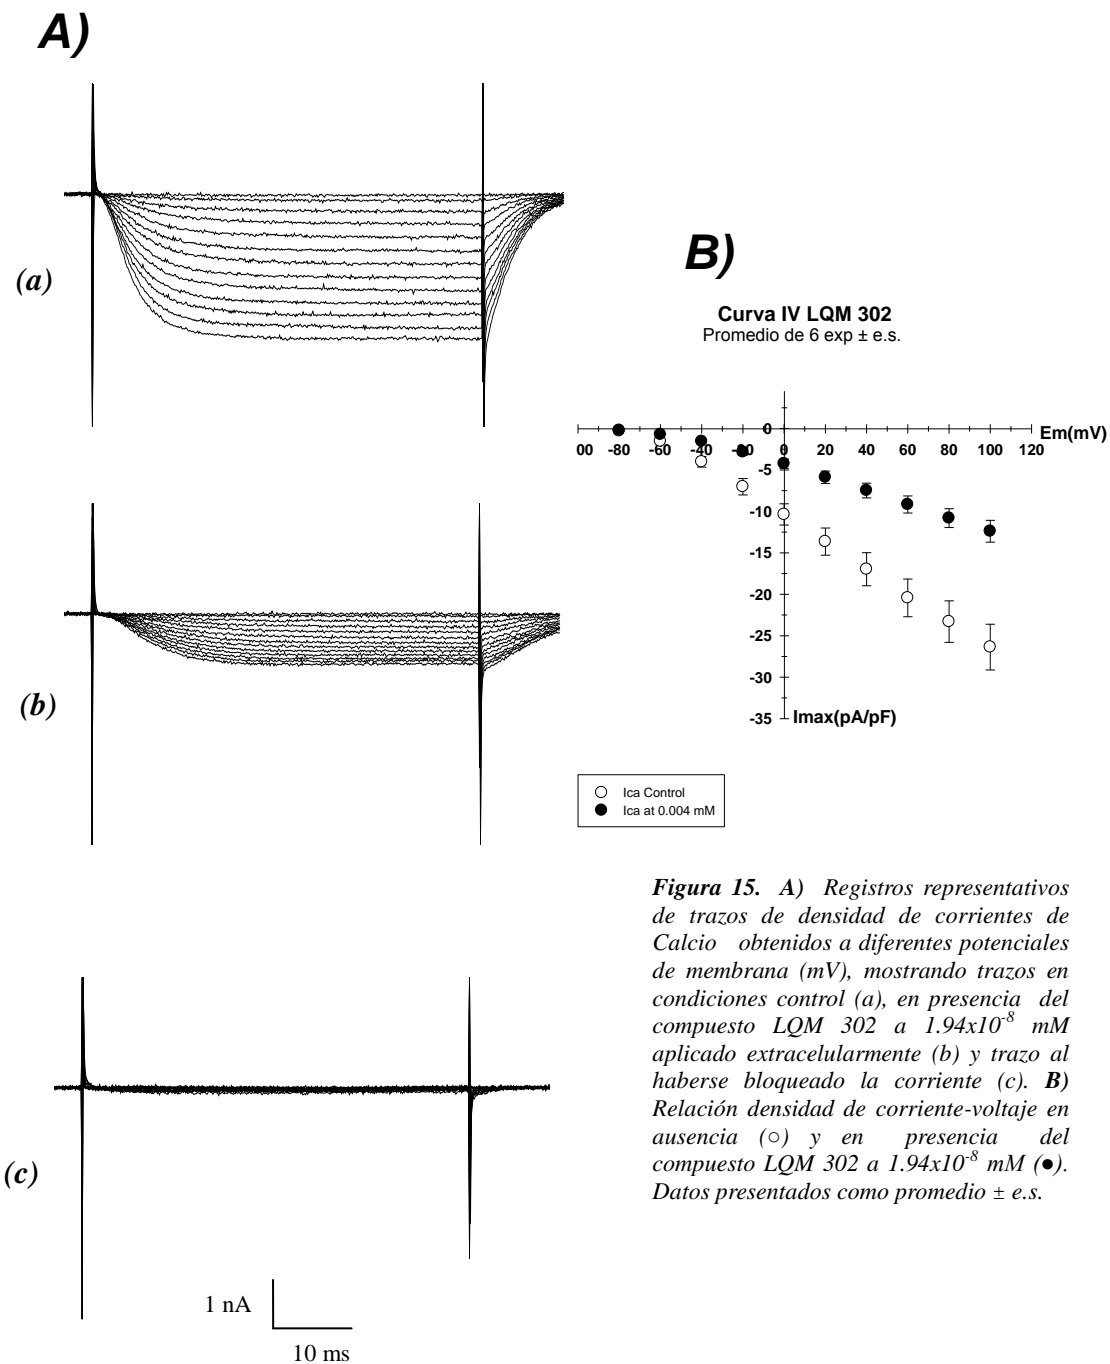 A)
(a)
(b)
(c)
1 nA
10 ms
B)
Curva IV LQM 302
Promedio de 6 exp ± e.s.
0
Em(mV)
00 -80 -60 -40 -20 0 20 40 60 80 100 120
-5
-10
-15
-20
-25
-30
-35
Imax(pA/pF)
○ Ica Control
● Ica at 0.004 mM
Figura 15. A) Registros representativos
de trazos de densidad de corrientes de
Calcio obtenidos a diferentes potenciales
de membrana (mV), mostrando trazos en
condiciones control (a), en presencia del
compuesto LQM 302 a 1.94x10⁻⁸ mM
aplicado extracelularmente (b) y trazo al
haberse bloqueado la corriente (c). B)
Relación densidad de corriente-voltaje en
ausencia (○) y en presencia del
compuesto LQM 302 a 1.94x10⁻⁸ mM (●).
Datos presentados como promedio ± e.s.